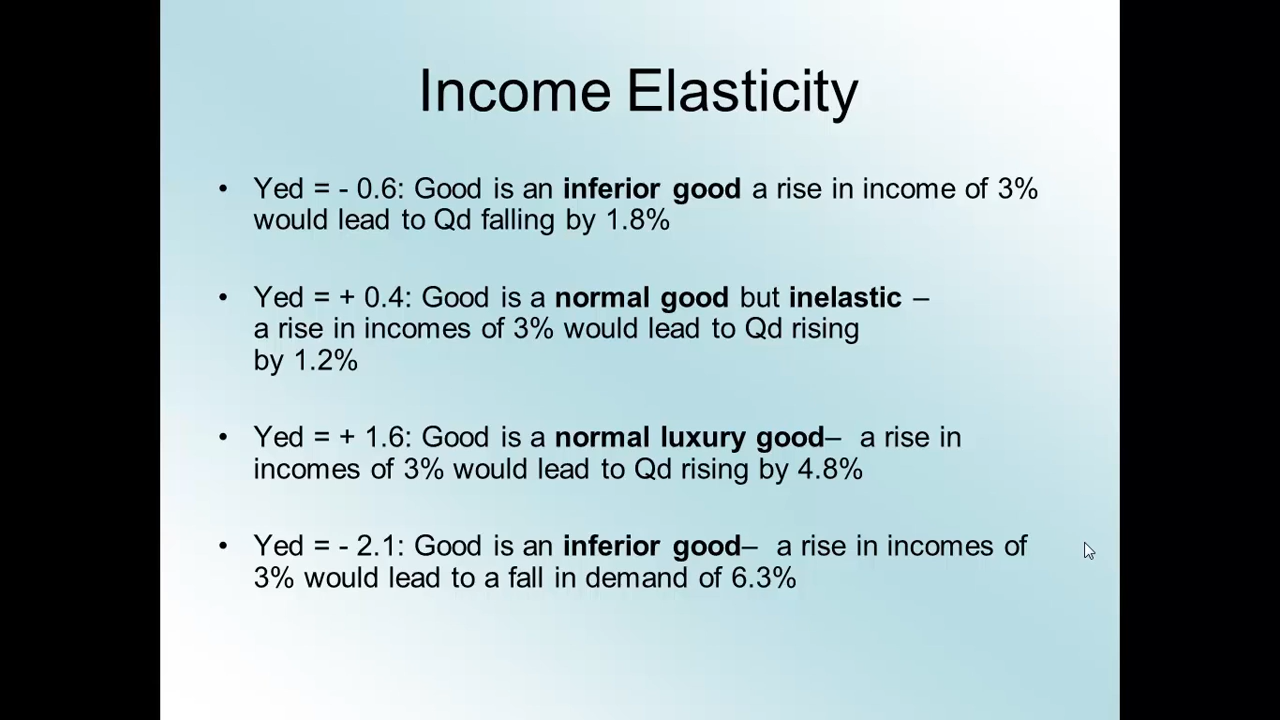 Income Elasticity
• Yed = - 0.6: Good is an inferior good a rise in income of 3%
would lead to Qd falling by 1.8%
• Yed = + 0.4: Good is a normal good but inelastic –
a rise in incomes of 3% would lead to Qd rising
by 1.2%
• Yed = + 1.6: Good is a normal luxury good– a rise in
incomes of 3% would lead to Qd rising by 4.8%
• Yed = - 2.1: Good is an inferior good– a rise in incomes of
3% would lead to a fall in demand of 6.3%